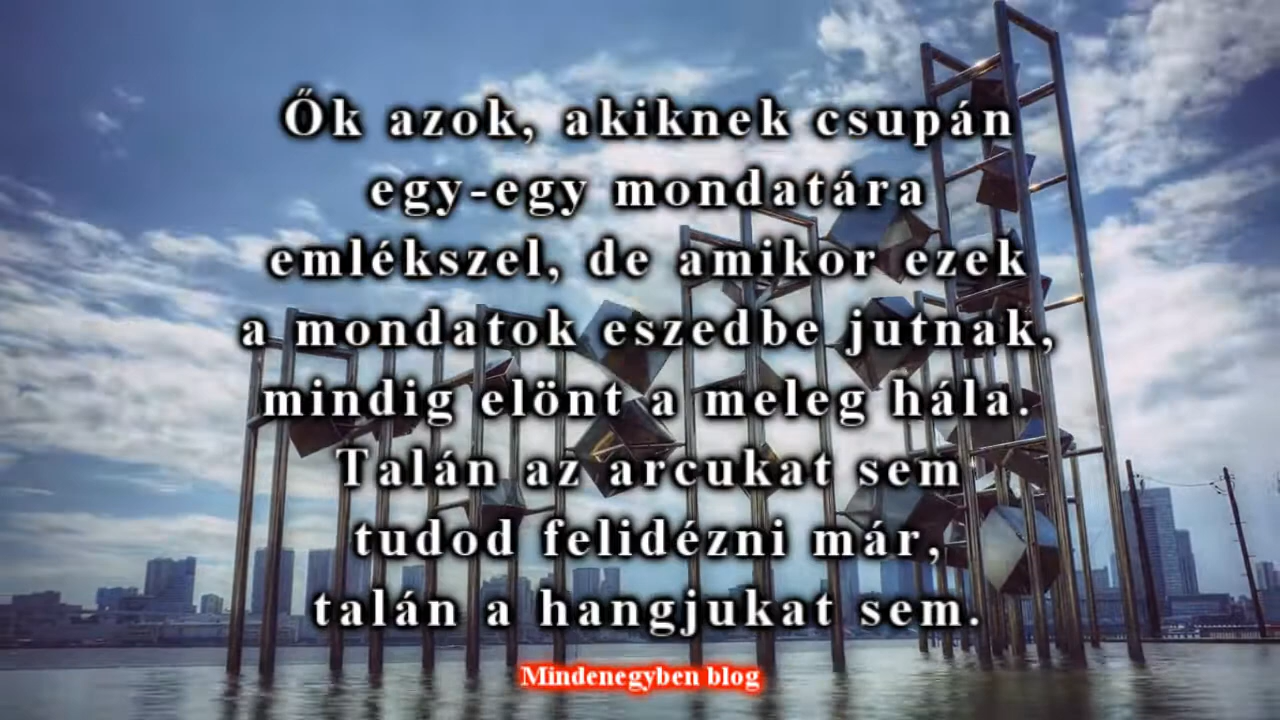 Ők azok, akiknek csupán
egy-egy mondatára
emlékszel, de amikor ezek
a mondatok eszedbe jutnak,
mindig elönt a meleg hála.
Talán az arcukat sem
tudod felidézni már,
talán a hangjukat sem.
Mindenegyben blog